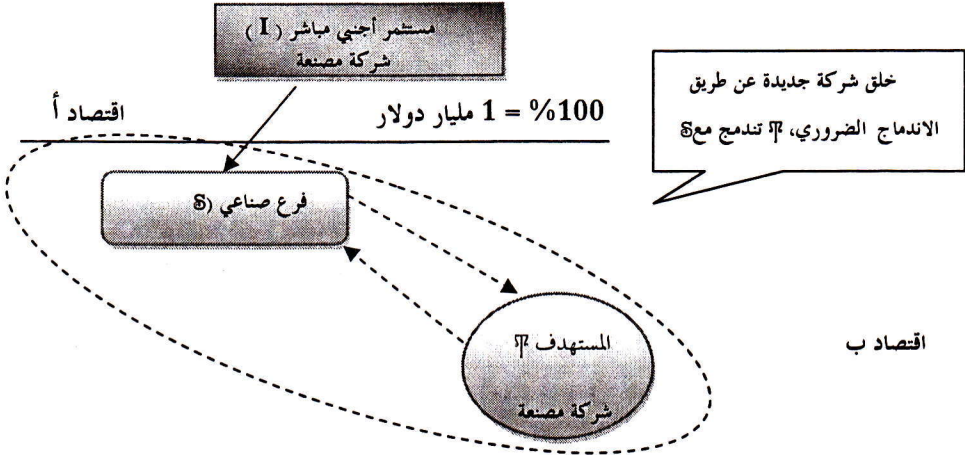 مستثمر أجنبي مباشر ( I )
شركة مصنعة
خلق شركة جديدة عن طريق
الاندماج الضروري، T تندمج معS
اقتصاد أ
100% = 1 مليار دولار
فرع صناعي (S
المستهدف T
شركة مصنعة
اقتصاد ب